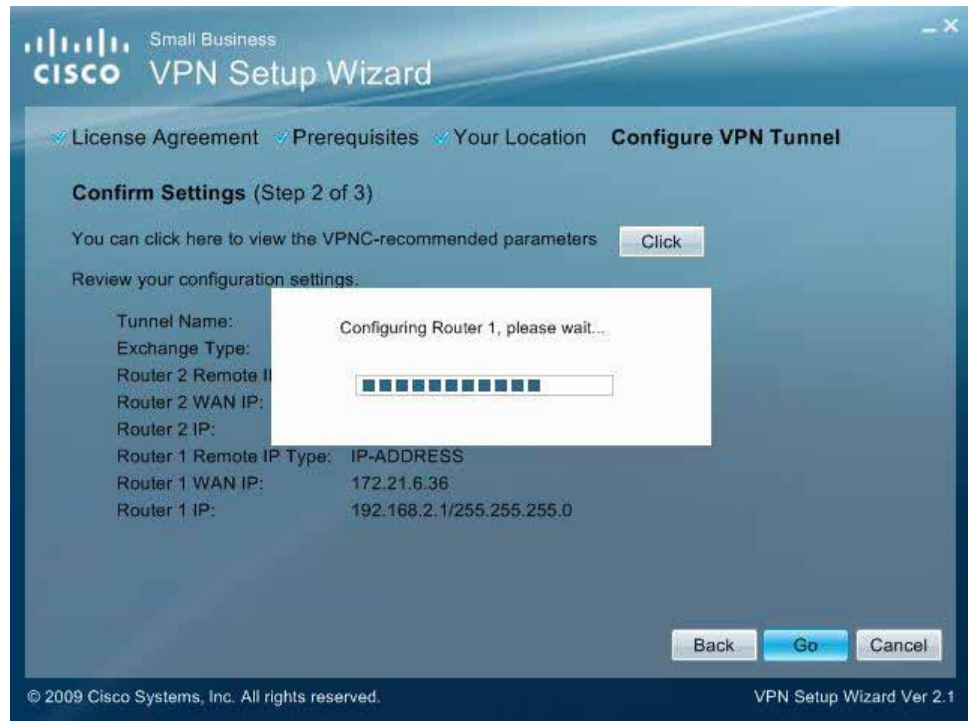 Small Business
CISCO VPN Setup Wizard
License Agreement Prerequisites Your Location Configure VPN Tunnel
Confirm Settings (Step 2 of 3)
You can click here to view the VPNC-recommended parameters Click
Review your configuration settings.
Configuring Router 1, please wait...
Tunnel Name:
Exchange Type:
Router 2 Remote
Router 2 WAN IP:
Router 2 IP:
Router 1 Remote IP Type: IP-ADDRESS
Router 1 WAN IP: 172.21.6.36
Router 1 IP: 192.168.2.1/255.255.255.0
Back Go Cancel
© 2009 Cisco Systems, Inc. All rights reserved. VPN Setup Wizard Ver 2.1